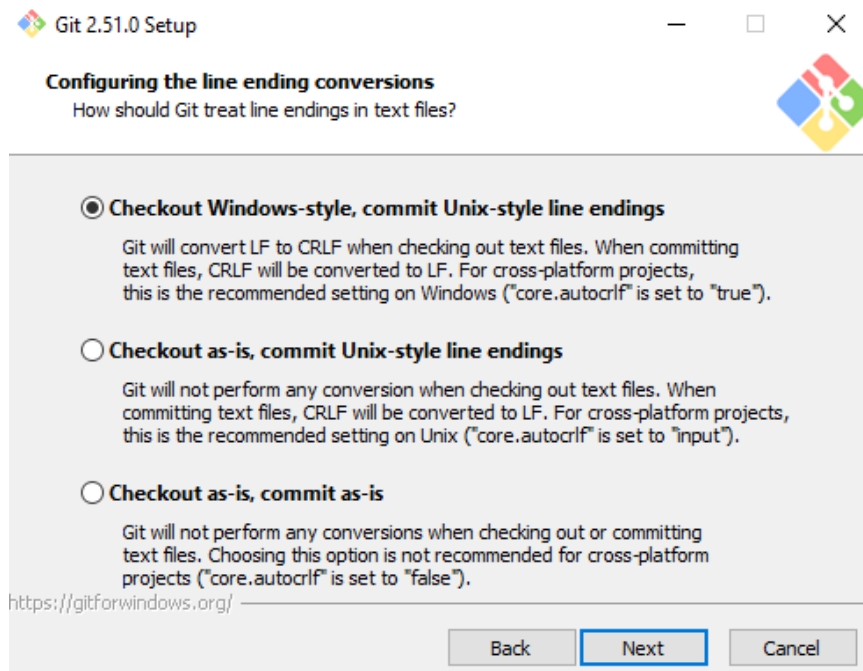 Git 2.51.0 Setup
Configuring the line ending conversions
How should Git treat line endings in text files?
Checkout Windows-style, commit Unix-style line endings
Git will convert LF to CRLF when checking out text files. When committing
text files, CRLF will be converted to LF. For cross-platform projects,
this is the recommended setting on Windows ("core.autocrlf" is set to "true").
Checkout as-is, commit Unix-style line endings
Git will not perform any conversion when checking out text files. When
committing text files, CRLF will be converted to LF. For cross-platform projects,
this is the recommended setting on Unix ("core.autocrlf" is set to "input").
Checkout as-is, commit as-is
Git will not perform any conversions when checking out or committing
text files. Choosing this option is not recommended for cross-platform
projects ("core.autocrlf" is set to "false").
https://gitforwindows.org/
Back Next Cancel